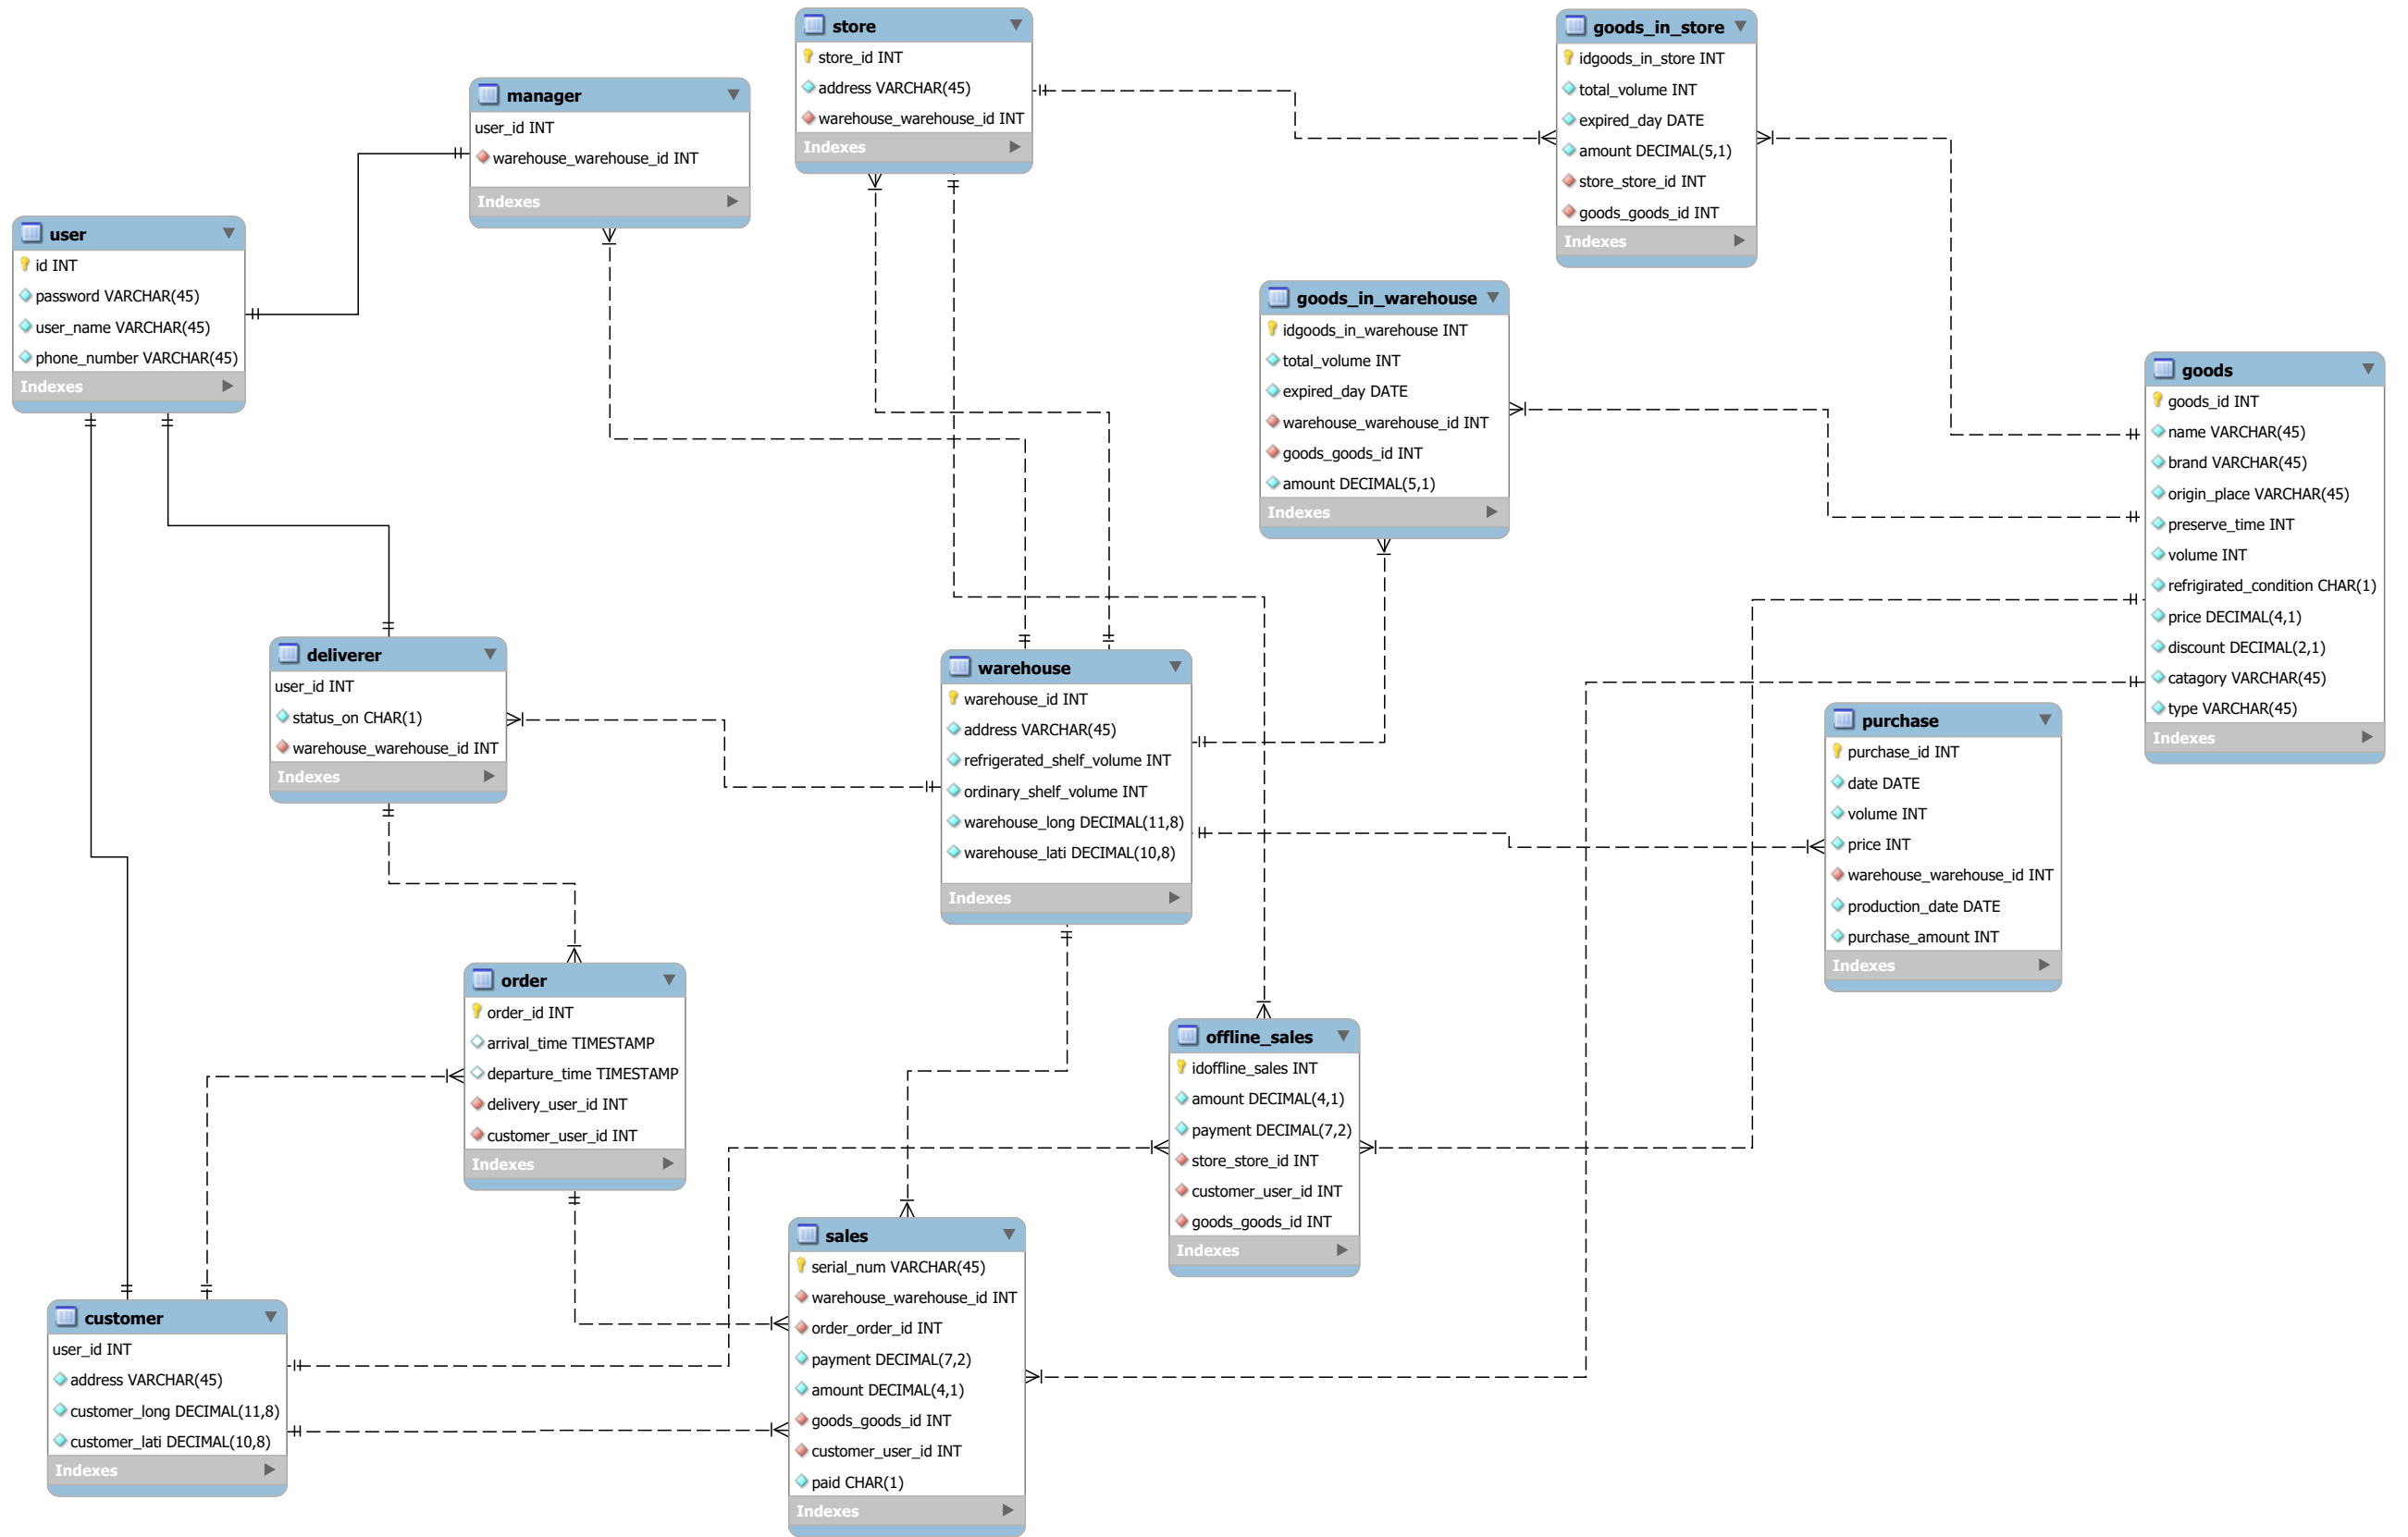 store
store_id INT
address VARCHAR(45)
warehouse_warehouse_id INT
Indexes
goods_in_store
idgoods_in_store INT
total_volume INT
expired_day DATE
amount DECIMAL(5,1)
store_store_id INT
goods_goods_id INT
Indexes
manager
user_id INT
warehouse_warehouse_id INT
Indexes
user
id INT
password VARCHAR(45)
user_name VARCHAR(45)
phone_number VARCHAR(45)
Indexes
goods_in_warehouse
idgoods_in_warehouse INT
total_volume INT
expired_day DATE
warehouse_warehouse_id INT
goods_goods_id INT
amount DECIMAL(5,1)
Indexes
goods
goods_id INT
name VARCHAR(45)
brand VARCHAR(45)
origin_place VARCHAR(45)
preserve_time INT
volume INT
refrigirated_condition CHAR(1)
price DECIMAL(4,1)
discount DECIMAL(2,1)
catagory VARCHAR(45)
type VARCHAR(45)
Indexes
deliverer
user_id INT
status_on CHAR(1)
warehouse_warehouse_id INT
Indexes
warehouse
warehouse_id INT
address VARCHAR(45)
refrigerated_shelf_volume INT
ordinary_shelf_volume INT
warehouse_long DECIMAL(11,8)
warehouse_lati DECIMAL(10,8)
Indexes
purchase
purchase_id INT
date DATE
volume INT
price INT
warehouse_warehouse_id INT
production_date DATE
purchase_amount INT
Indexes
order
order_id INT
arrival_time TIMESTAMP
departure_time TIMESTAMP
delivery_user_id INT
customer_user_id INT
Indexes
offline_sales
idoffline_sales INT
amount DECIMAL(4,1)
payment DECIMAL(7,2)
store_store_id INT
customer_user_id INT
goods_goods_id INT
Indexes
sales
serial_num VARCHAR(45)
warehouse_warehouse_id INT
order_order_id INT
payment DECIMAL(7,2)
amount DECIMAL(4,1)
goods_goods_id INT
customer_user_id INT
paid CHAR(1)
Indexes
customer
user_id INT
address VARCHAR(45)
customer_long DECIMAL(11,8)
customer_lati DECIMAL(10,8)
Indexes